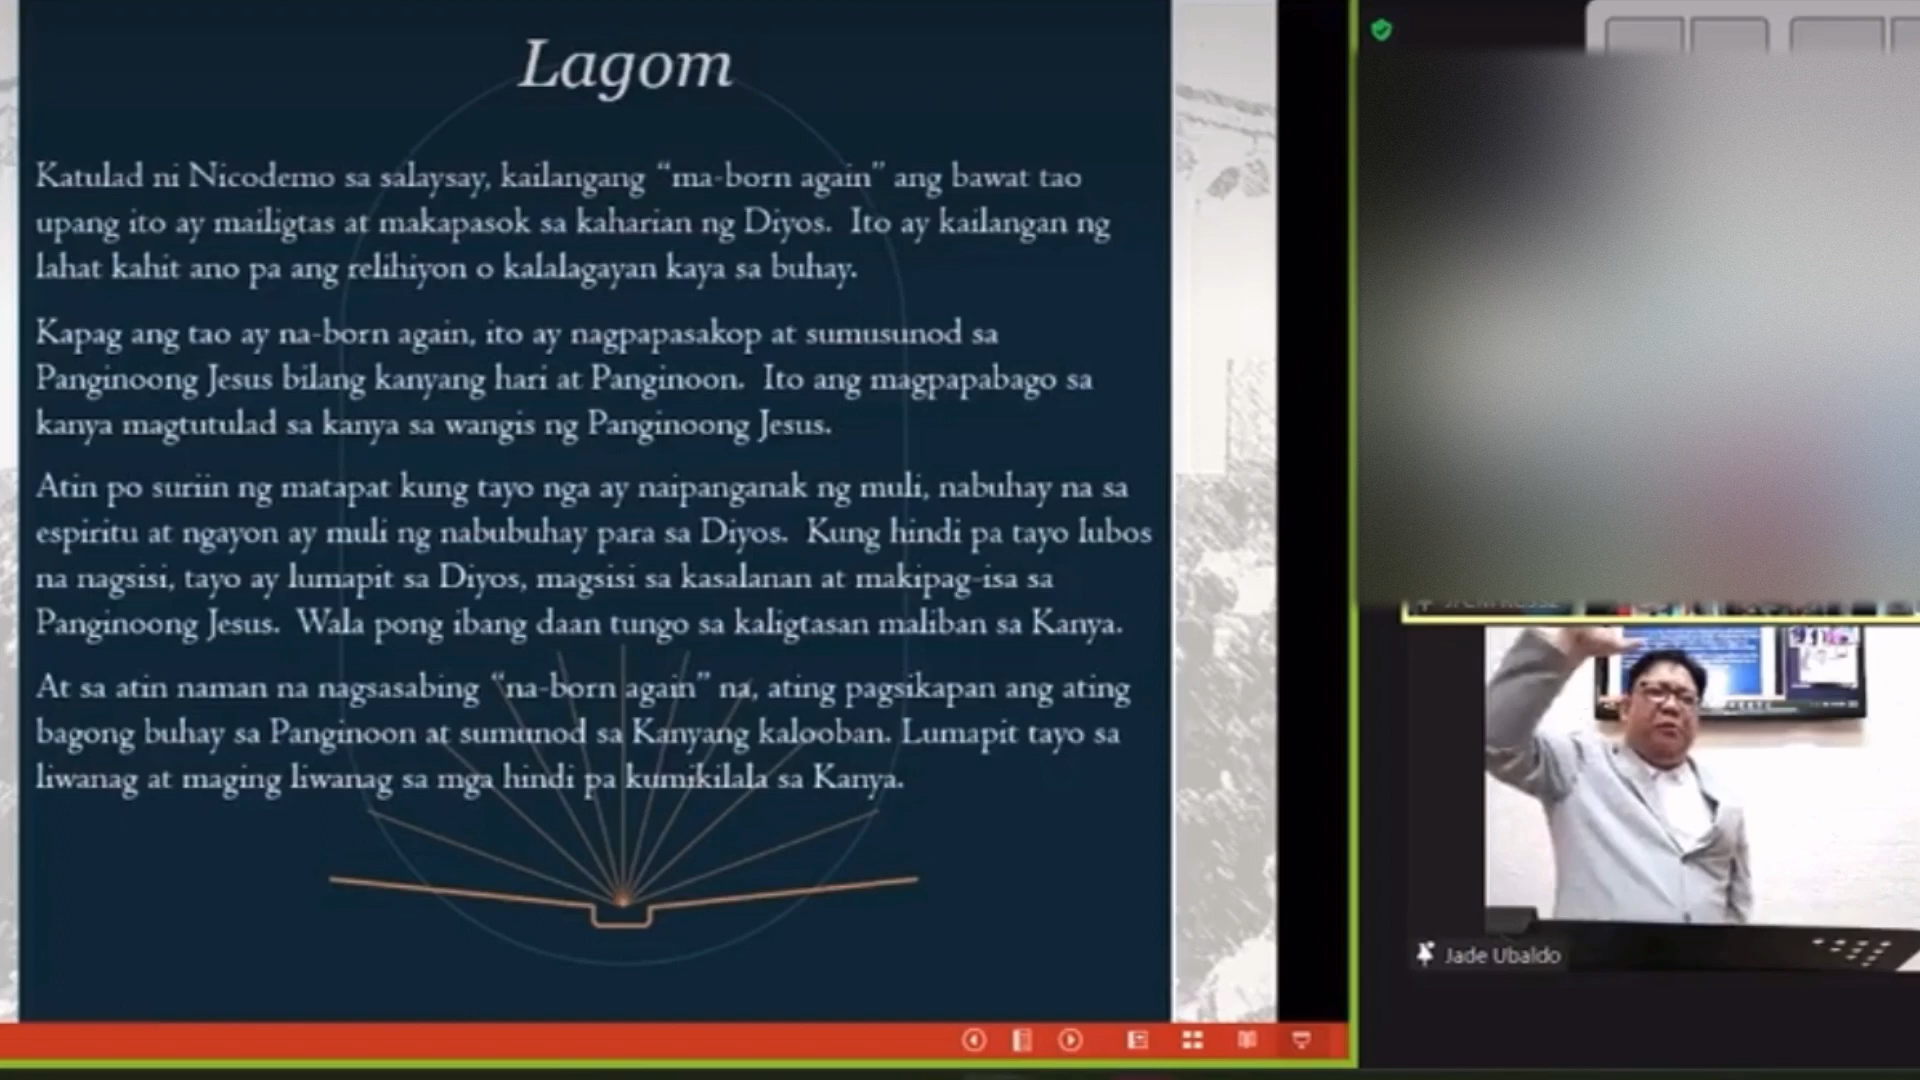 Lagom
Katulad ni Nicodemo sa salaysay, kailangang “ma-born again” ang bawat tao
upang ito ay mailigtas at makapasok sa kaharian ng Diyos.  Ito ay kailangan ng
lahat kahit ano pa ang relihiyon o kalalagayan kaya sa buhay.
Kapag ang tao ay na-born again, ito ay nagpapasakop at sumusunod sa
Panginoong Jesus bilang kanyang hari at Panginoon.  Ito ang magpapabago sa
kanya magtutulad sa kanya sa wangis ng Panginoong Jesus.
Atin po suriin ng matapat kung tayo nga ay naipanganak ng muli, nabuhay na sa
espiritu at ngayon ay muli ng nabubuhay para sa Diyos.  Kung hindi pa tayo lubos
na nagsisi, tayo ay lumapit sa Diyos, magsisi sa kasalanan at makipag-isa sa
Panginoong Jesus.  Wala pong ibang daan tungo sa kaligtasan maliban sa Kanya.
At sa atin naman na nagsasabing “na-born again” na, ating pagsikapan ang ating
bagong buhay sa Panginoon at sumunod sa Kanyang kalooban. Lumapit tayo sa
liwanag at maging liwanag sa mga hindi pa kumikilala sa Kanya.
Jade Ubaldo